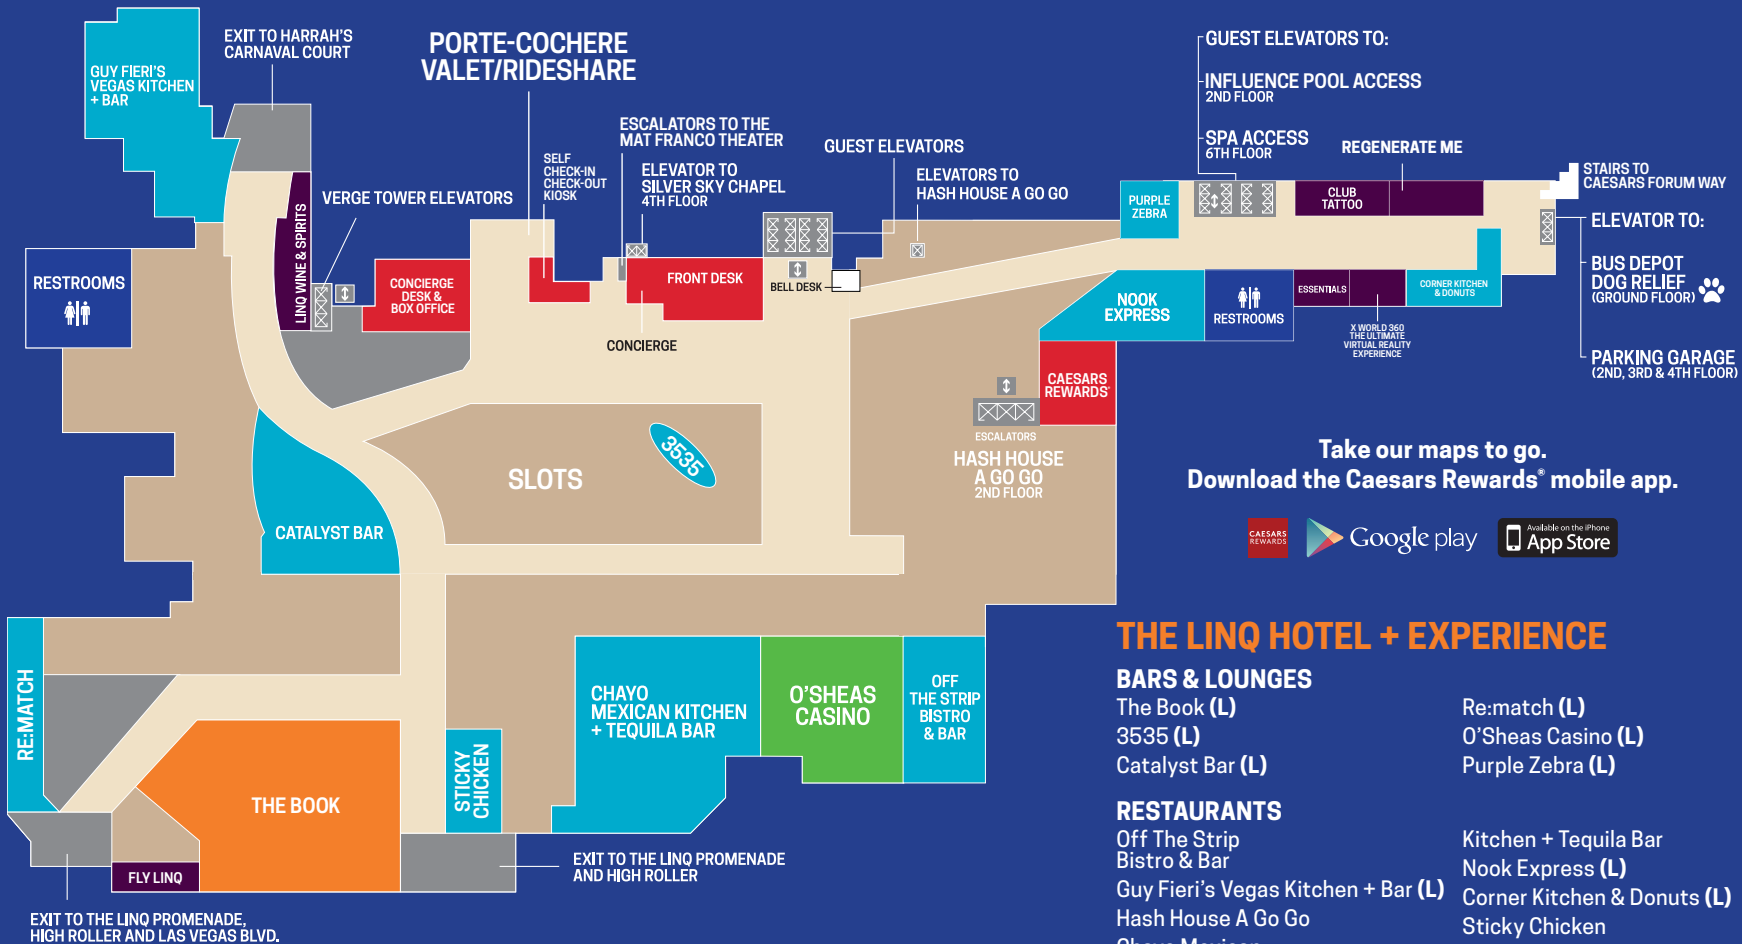 EXIT TO HARRAH'S
CARNAVAL COURT
PORTE-COCHERE
VALET/RIDESHARE
GUEST ELEVATORS TO:
INFLUENCE POOL ACCESS
2ND FLOOR
SPA ACCESS
6TH FLOOR
REGENERATE ME
GUY FIERI'S
VEGAS KITCHEN
+ BAR
ESCALATORS TO THE
MAT FRANCO THEATER
GUEST ELEVATORS
SELF
CHECK-IN
CHECK-OUT
KIOSK
ELEVATOR TO
SILVER SKY CHAPEL
4TH FLOOR
ELEVATORS TO
HASH HOUSE A GO GO
STAIRS TO
CAESARS FORUM WAY
VERGE TOWER ELEVATORS
LINQ WINE & SPIRITS
PURPLE
ZEBRA
CLUB
TATTOO
ELEVATOR TO:
BUS DEPOT
DOG RELIEF
(GROUND FLOOR)
PARKING GARAGE
(2ND, 3RD & 4TH FLOOR)
RESTROOMS
CONCIERGE
DESK &
BOX OFFICE
FRONT DESK
BELL DESK
CONCIERGE
NOOK
EXPRESS
RESTROOMS
ESSENTIALS
CORNER KITCHEN
& DONUTS
X WORLD 360
THE ULTIMATE
VIRTUAL REALITY
EXPERIENCE
CAESARS
REWARDS®
ESCALATORS
HASH HOUSE
A GO GO
2ND FLOOR
SLOTS
3535
CATALYST BAR
Take our maps to go.
Download the Caesars Rewards® mobile app.
CAESARS
REWARDS
Google play
Available on the iPhone
App Store
RE:MATCH
THE BOOK
STICKY
CHICKEN
CHAYO
MEXICAN KITCHEN
+ TEQUILA BAR
O'SHEAS
CASINO
OFF
THE STRIP
BISTRO
& BAR
FLY LINQ
EXIT TO THE LINQ PROMENADE
AND HIGH ROLLER
EXIT TO THE LINQ PROMENADE,
HIGH ROLLER AND LAS VEGAS BLVD.
THE LINQ HOTEL + EXPERIENCE
BARS & LOUNGES
The Book (L)
3535 (L)
Catalyst Bar (L)
Re:match (L)
O'Sheas Casino (L)
Purple Zebra (L)
RESTAURANTS
Off The Strip
Bistro & Bar
Guy Fieri's Vegas Kitchen + Bar (L)
Hash House A Go Go
Chayo Mexican
Kitchen + Tequila Bar
Nook Express (L)
Corner Kitchen & Donuts (L)
Sticky Chicken